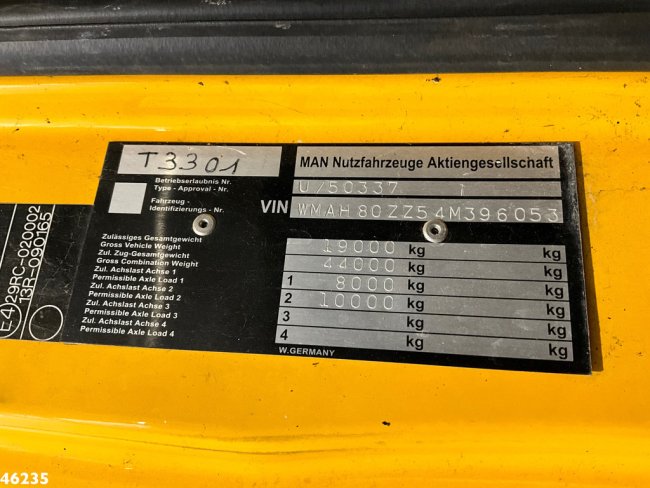 T3301
MAN Nutzfahrzeuge Aktiengesellschaft
Betriebserlaubnis Nr.
Type - Approval - Nr.
U/50337
Fahrzeug -
Identifizierungs - Nr.
VIN WMAH80ZZ54M396053
Zulässiges Gesamtgewicht
Gross Vehicle Weight
19000 kg kg
Zul. Zug-Gesamtgewicht
Gross Combination Weight
44000 kg kg
Zul. Achslast Achse 1
Permissible Axle Load 1
1 8000 kg kg
Zul. Achslast Achse 2
Permissible Axle Load 2
2 10000 kg kg
Zul. Achslast Achse 3
Permissible Axle Load 3
3 kg kg
Zul. Achslast Achse 4
Permissible Axle Load 4
4 kg kg
W.GERMANY
E4 29RC-020002
13R-090165
46235